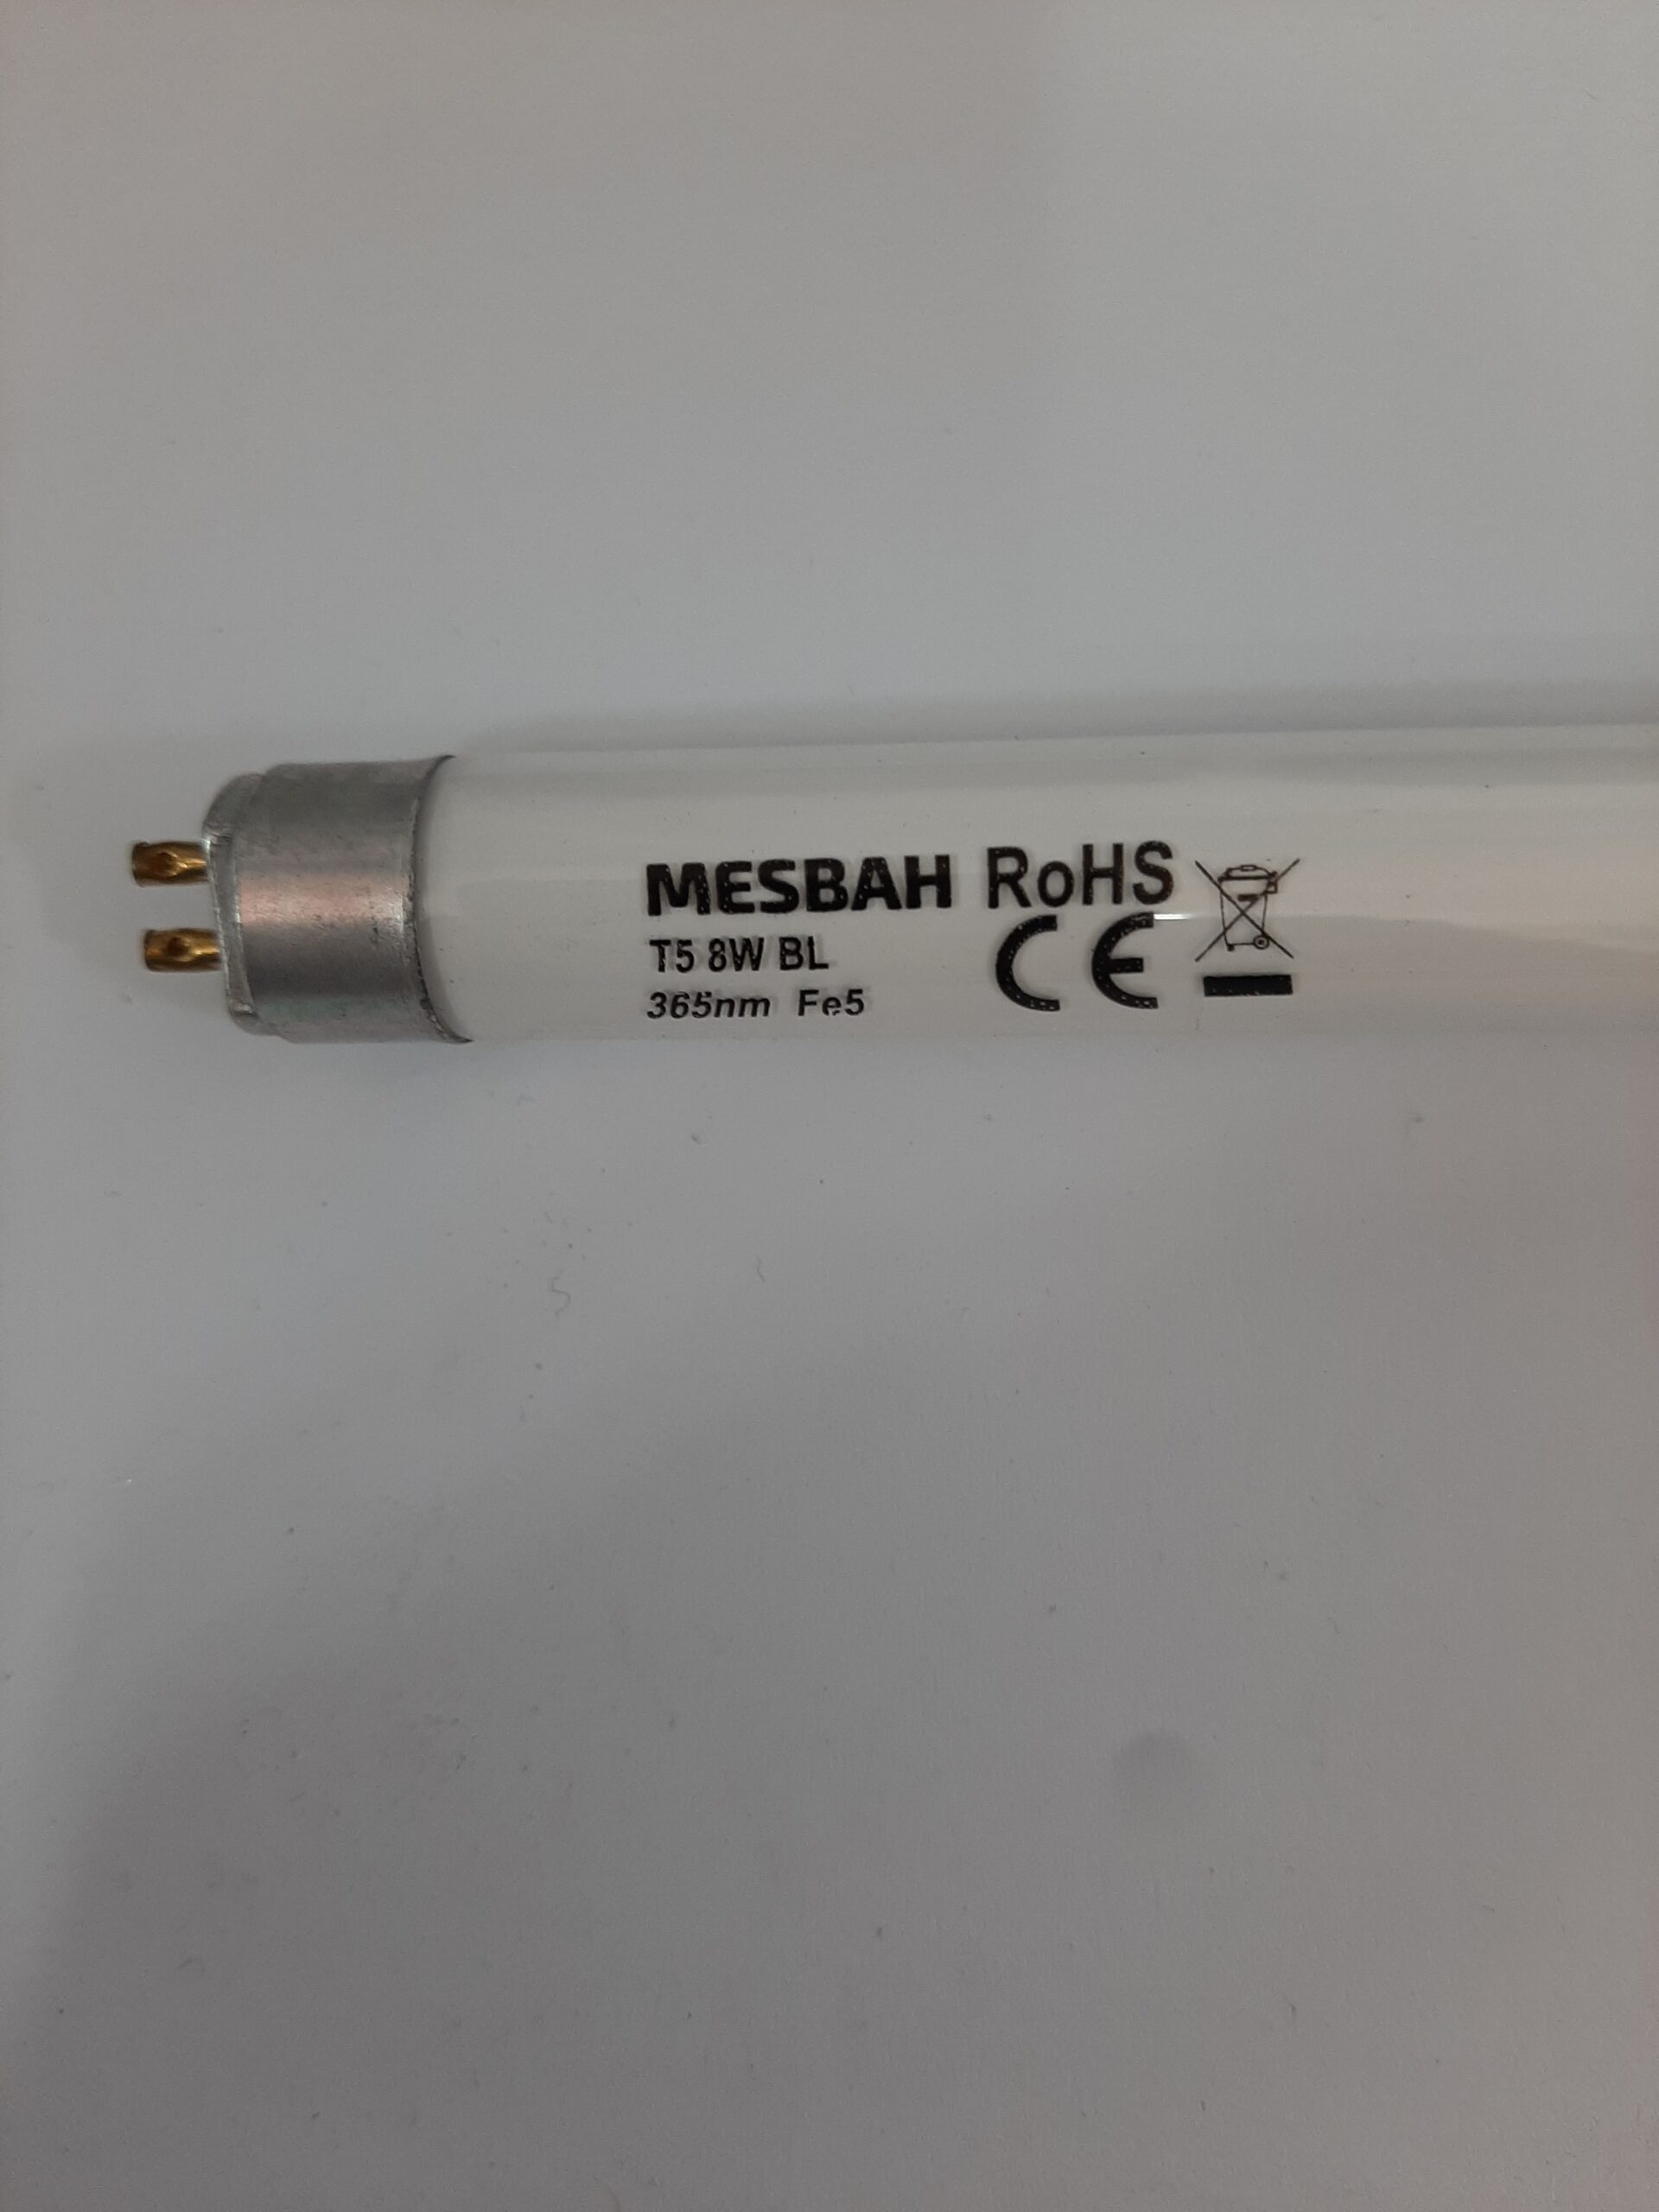 MESBAH RoHS
T5 8W BL CE
365nm Fe5